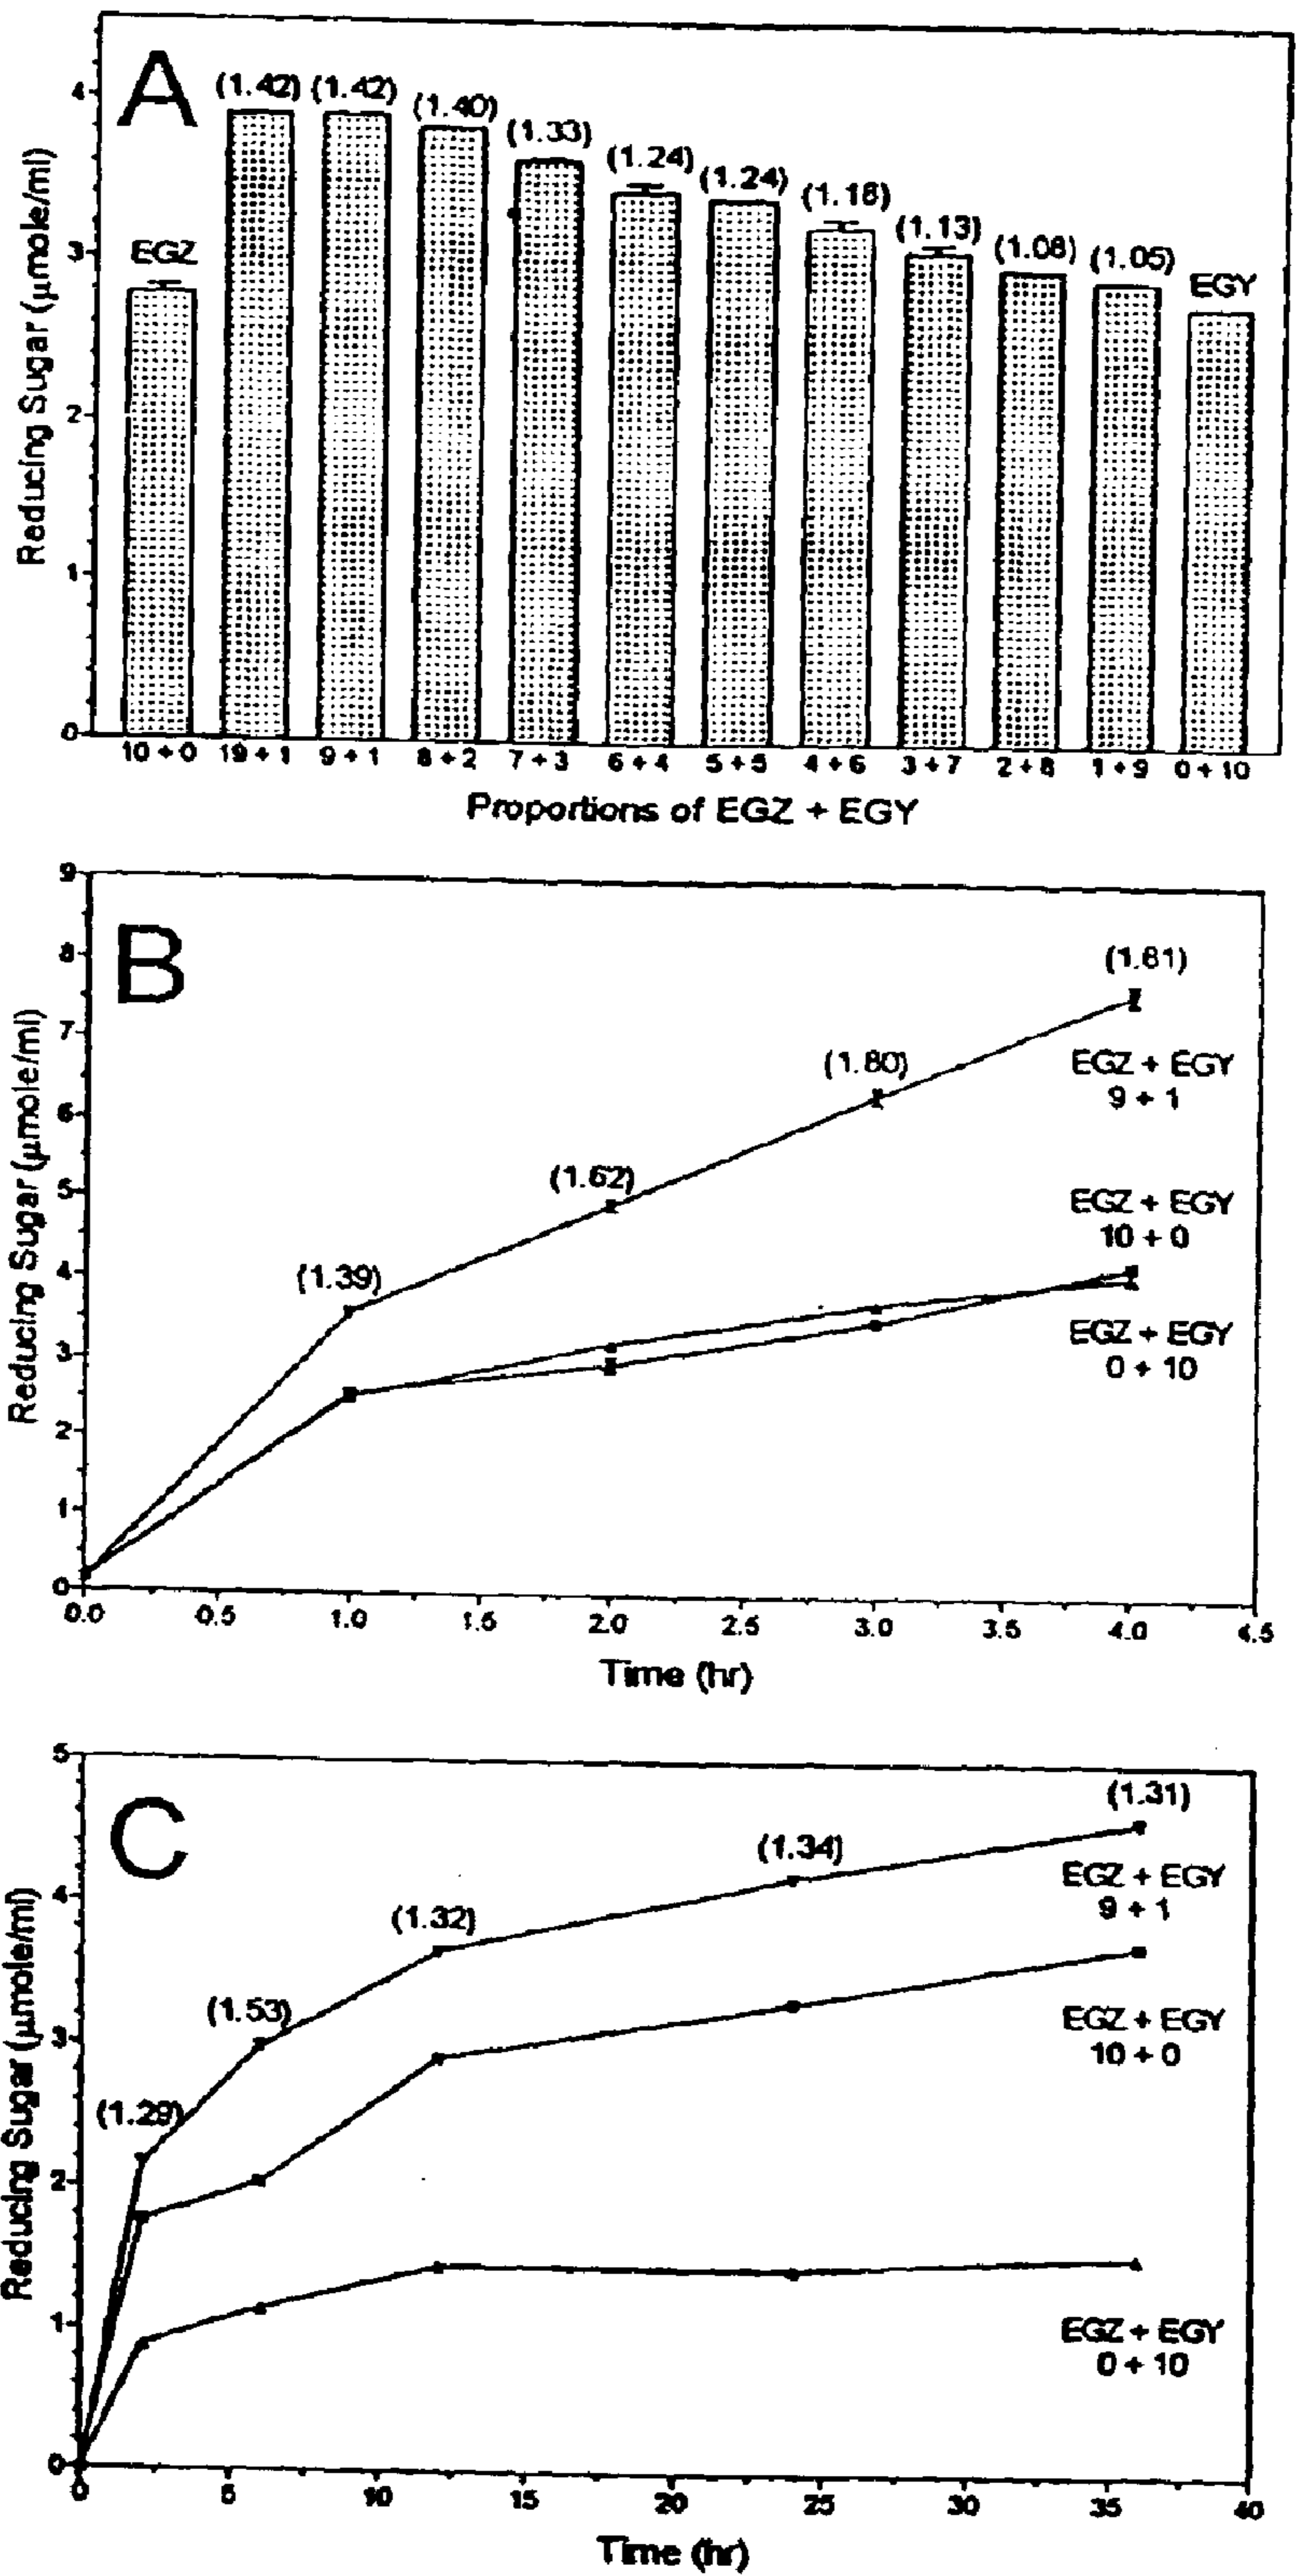 A
(1.42) (1.42) (1.40) (1.33) (1.24) (1.24) (1.16) (1.13) (1.08) (1.05)
EGZ
EGY
Reducing Sugar (μmole/ml)
4
3
2
1
0
10 + 0 19 + 1 9 + 1 8 + 2 7 + 3 6 + 4 5 + 5 4 + 6 3 + 7 2 + 8 1 + 9 0 + 10
Proportions of EGZ + EGY
B
Reducing Sugar (μmole/ml)
9
8
7
6
5
4
3
2
1
0
(1.39) (1.62) (1.80) (1.81)
EGZ + EGY
9 + 1
EGZ + EGY
10 + 0
EGZ + EGY
0 + 10
0.0 0.5 1.0 1.5 2.0 2.5 3.0 3.5 4.0 4.5
Time (hr)
C
Reducing Sugar (μmole/ml)
5
4
3
2
1
0
(1.29) (1.53) (1.32) (1.34) (1.31)
EGZ + EGY
9 + 1
EGZ + EGY
10 + 0
EGZ + EGY
0 + 10
0 5 10 15 20 25 30 35 40
Time (hr)